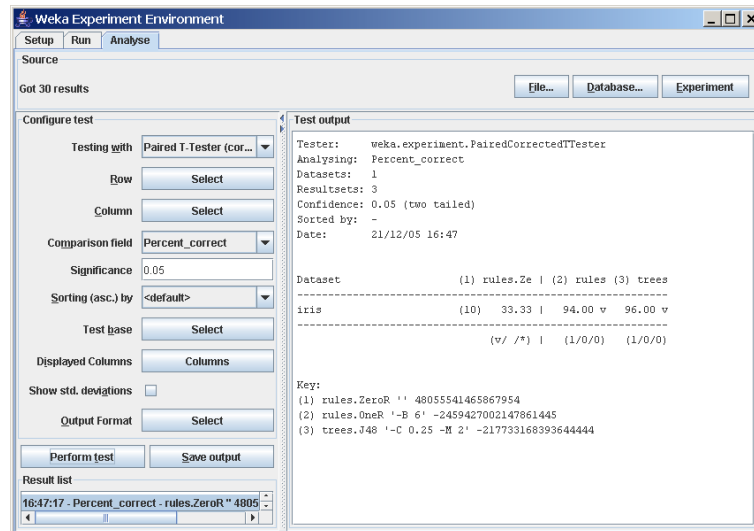 Weka Experiment Environment
Setup Run Analyse
Source
Got 30 results
File... Database... Experiment
Configure test
Testing with Paired T-Tester (cor...
Row Select
Column Select
Comparison field Percent_correct
Significance 0.05
Sorting (asc.) by <default>
Test base Select
Displayed Columns Columns
Show std. deviations
Output Format Select
Perform test Save output
Result list
16:47:17 - Percent_correct - rules.ZeroR '' 4805
Test output
Tester: weka.experiment.PairedCorrectedTTester
Analysing: Percent_correct
Datasets: 1
Resultsets: 3
Confidence: 0.05 (two tailed)
Sorted by: -
Date: 21/12/05 16:47
Dataset (1) rules.Ze | (2) rules (3) trees
--------------------------------------------------------------
iris (10) 33.33 | 94.00 v 96.00 v
--------------------------------------------------------------
(v/ /*) | (1/0/0) (1/0/0)
Key:
(1) rules.ZeroR '' 48055541465867954
(2) rules.OneR '-B 6' -2459427002147861445
(3) trees.J48 '-C 0.25 -M 2' -217733168393644444